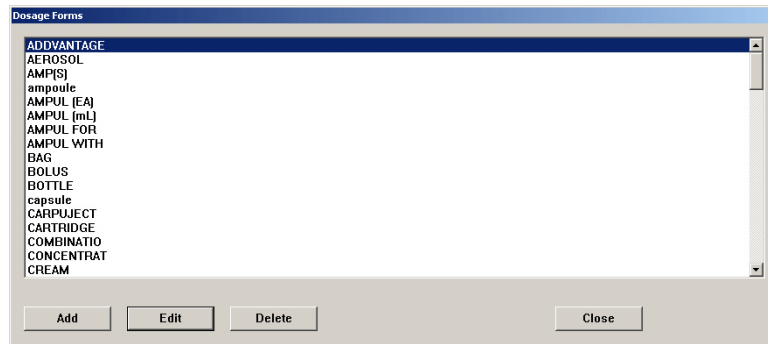 Dosage Forms
ADDVANTAGE
AEROSOL
AMP(S)
ampoule
AMPUL (EA)
AMPUL (mL)
AMPUL FOR
AMPUL WITH
BAG
BOLUS
BOTTLE
capsule
CARPUJECT
CARTRIDGE
COMBINATIO
CONCENTRAT
CREAM
Add Edit Delete Close